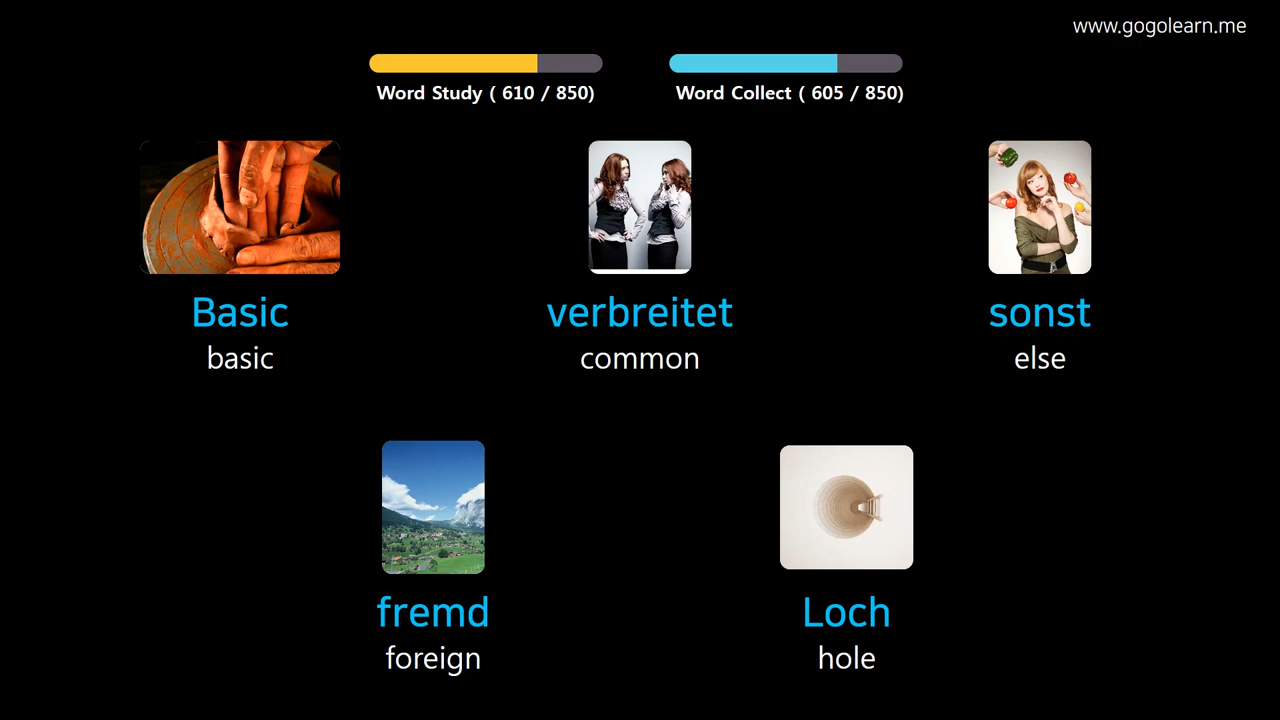 www.gogolearn.me
Word Study ( 610 / 850)
Word Collect ( 605 / 850)
Basic
basic
verbreitet
common
sonst
else
fremd
foreign
Loch
hole